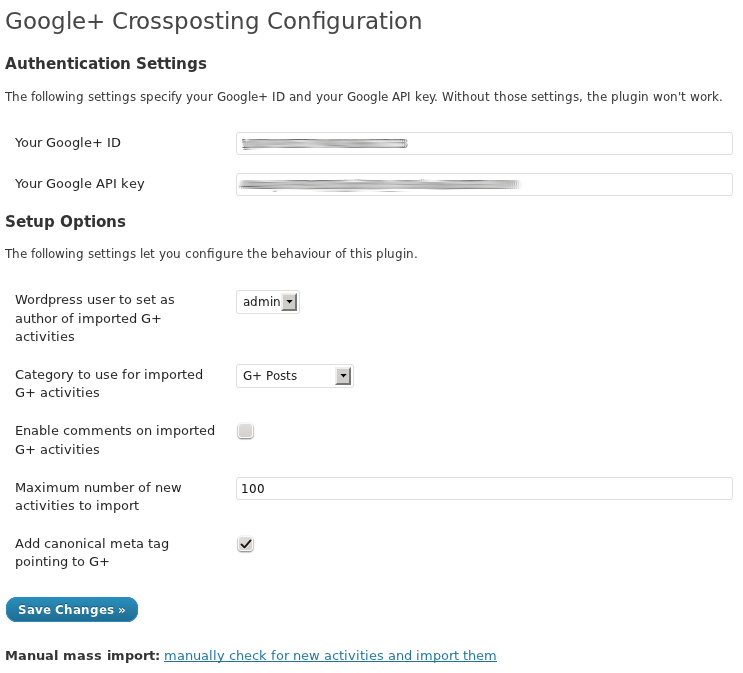 Google+ Crossposting Configuration
Authentication Settings
The following settings specify your Google+ ID and your Google API key. Without those settings, the plugin won't work.
Your Google+ ID
Your Google API key
Setup Options
The following settings let you configure the behaviour of this plugin.
Wordpress user to set as
author of imported G+
activities
admin
Category to use for imported
G+ activities
G+ Posts
Enable comments on imported
G+ activities
Maximum number of new
activities to import
100
Add canonical meta tag
pointing to G+
Save Changes »
Manual mass import: manually check for new activities and import them